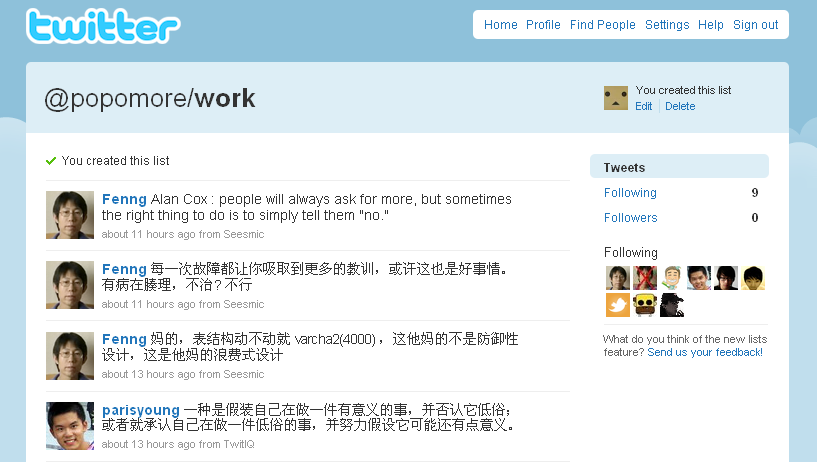 twitter
Home Profile Find People Settings Help Sign out
@popomore/work
You created this list
Edit Delete
You created this list
Fenng Alan Cox : people will always ask for more, but sometimes
the right thing to do is to simply tell them "no."
about 11 hours ago from Seesmic
Fenng 每一次故障都让你吸取到更多的教训，或许这也是好事情。
有病在腠理，不治? 不行
about 11 hours ago from Seesmic
Fenng 妈的，表结构动不动就 varcha2(4000) ，这他妈的不是防御性
设计，这是他妈的浪费式设计
about 13 hours ago from Seesmic
parisyoung 一种是假装自己在做一件有意义的事，并否认它低俗；
或者就承认自己在做一件低俗的事，并努力假设它可能还有点意义。
about 13 hours ago from TwitIQ
Tweets
Following 9
Followers 0
Following
What do you think of the new lists
feature? Send us your feedback!